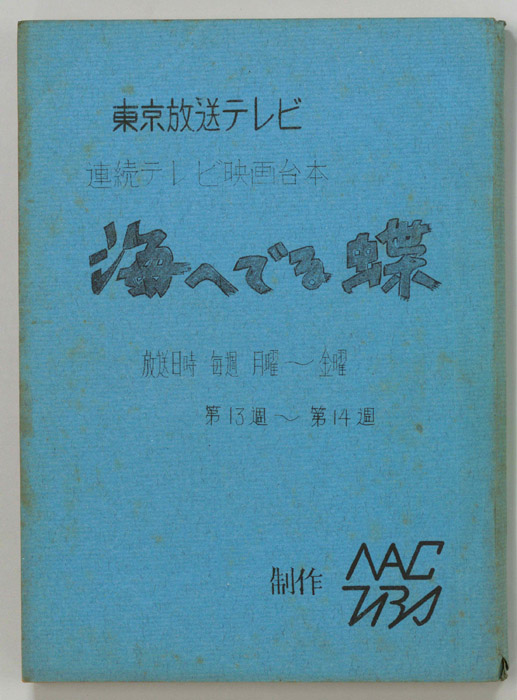 東京放送テレビ
連続テレビ映画台本
海へでる蝶
放送日時 毎週 月曜～金曜
第13週～第14週
制作 NAC
TBS